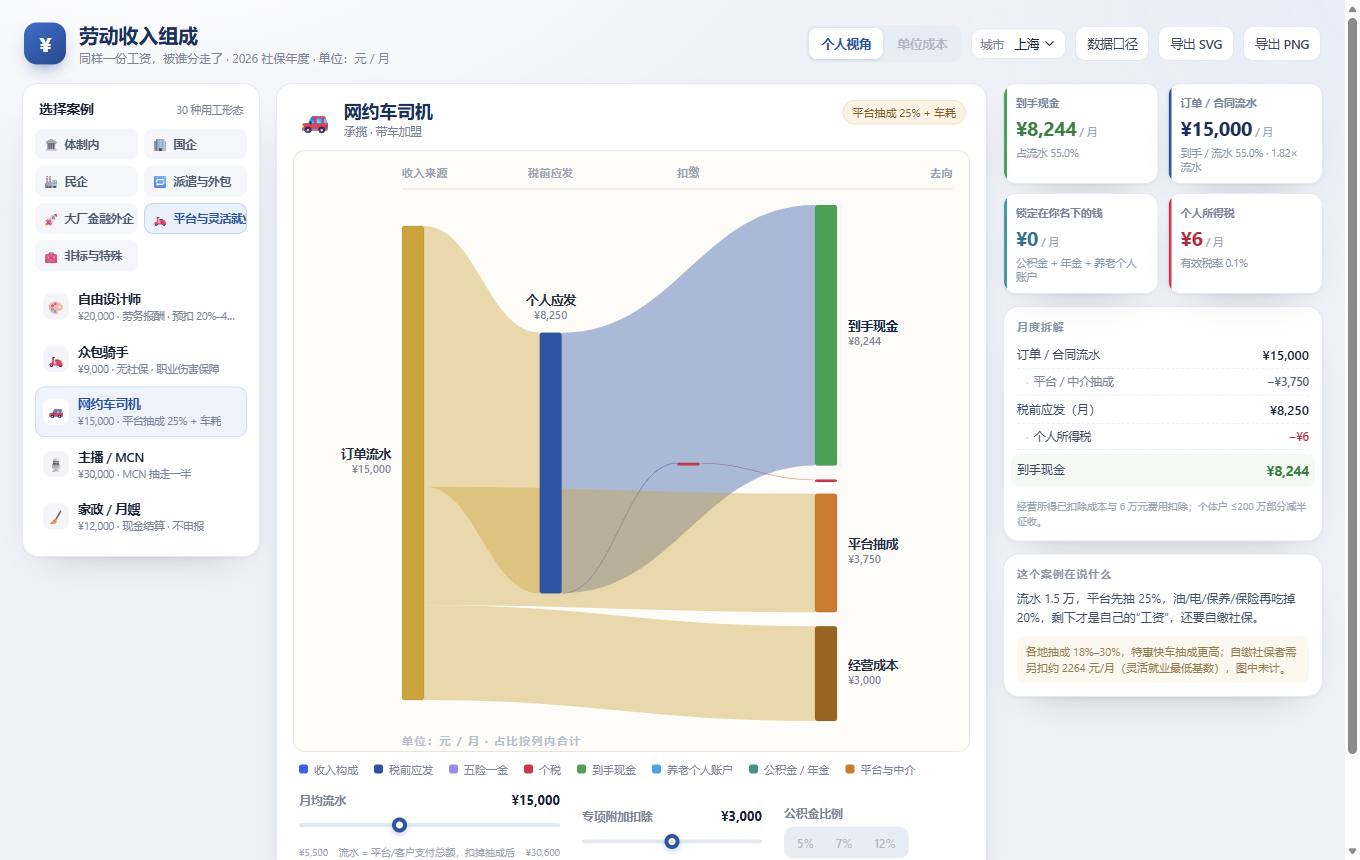 ¥
劳动收入组成
同样一份工资，被谁分走了 · 2026 社保年度 · 单位：元 / 月
个人视角
单位成本
城市 上海
数据口径
导出 SVG
导出 PNG
选择案例
30 种用工形态
体制内
国企
民企
派遣与外包
大厂金融外企
平台与灵活就业
非标与特殊
自由设计师
¥20,000 · 劳务报酬 · 预扣 20%–4...
众包骑手
¥9,000 · 无社保 · 职业伤害保障
网约车司机
¥15,000 · 平台抽成 25% + 车耗
主播 / MCN
¥30,000 · MCN 抽走一半
家政 / 月嫂
¥12,000 · 现金结算 · 不申报
网约车司机
承揽 · 带车加盟
平台抽成 25% + 车耗
收入来源
税前应发
扣缴
去向
个人应发
¥8,250
到手现金
¥8,244
订单流水
¥15,000
平台抽成
¥3,750
经营成本
¥3,000
单位：元 / 月 · 占比按列内合计
收入构成
税前应发
五险一金
个税
到手现金
养老个人账户
公积金 / 年金
平台与中介
月均流水
¥15,000
¥5,500
流水 = 平台/客户支付总额，扣掉抽成后
¥30,600
专项附加扣除
¥3,000
公积金比例
5%
7%
12%
到手现金
¥8,244 / 月
占流水 55.0%
订单 / 合同流水
¥15,000 / 月
到手 / 流水 55.0% · 1.82×
流水
锁定在你名下的钱
¥0 / 月
公积金 + 年金 + 养老个人
账户
个人所得税
¥6 / 月
有效税率 0.1%
月度拆解
订单 / 合同流水
¥15,000
· 平台 / 中介抽成
−¥3,750
税前应发（月）
¥8,250
· 个人所得税
−¥6
到手现金
¥8,244
经营所得已扣除成本与 6 万元费用扣除；个体户 ≤200 万部分减半
征收。
这个案例在说什么
流水 1.5 万，平台先抽 25%，油/电/保养/保险再吃掉
20%，剩下才是自己的"工资"，还要自缴社保。
各地抽成 18%–30%，特惠快车抽成更高；自缴社保者需
另扣约 2264 元/月（灵活就业最低基数），图中未计。